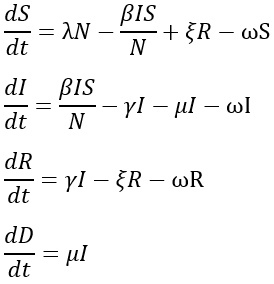 dS/dt = λN − βIS/N + ξR − ωS
dI/dt = βIS/N − γI − μI − ωI
dR/dt = γI − ξR − ωR
dD/dt = μI